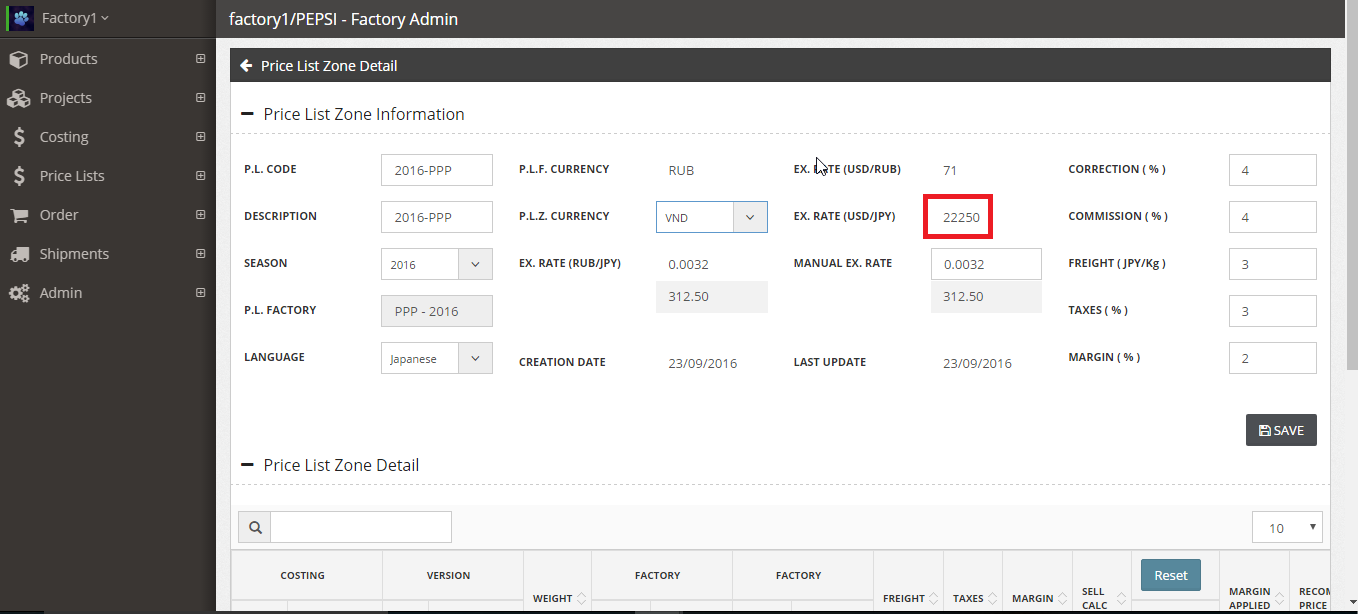 Factory1
factory1/PEPSI - Factory Admin
Products
Projects
Costing
Price Lists
Order
Shipments
Admin
Price List Zone Detail
Price List Zone Information
P.L. CODE 2016-PPP P.L.F. CURRENCY RUB EX. RATE (USD/RUB) 71 CORRECTION ( % ) 4
DESCRIPTION 2016-PPP P.L.Z. CURRENCY VND EX. RATE (USD/JPY) 22250 COMMISSION ( % ) 4
SEASON 2016 EX. RATE (RUB/JPY) 0.0032 MANUAL EX. RATE 0.0032 FREIGHT ( JPY/Kg ) 3
312.50 312.50
P.L. FACTORY PPP - 2016 TAXES ( % ) 3
LANGUAGE Japanese CREATION DATE 23/09/2016 LAST UPDATE 23/09/2016 MARGIN ( % ) 2
SAVE
Price List Zone Detail
10
COSTING VERSION FACTORY FACTORY Reset
WEIGHT FREIGHT TAXES MARGIN SELL CALC MARGIN APPLIED PRICE